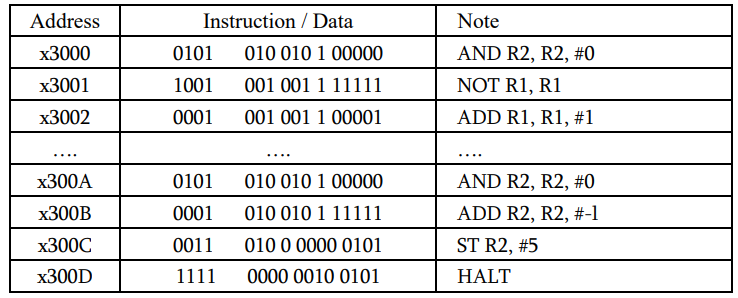 Address Instruction / Data Note
x3000 0101 010 010 1 00000 AND R2, R2, #0
x3001 1001 001 001 1 11111 NOT R1, R1
x3002 0001 001 001 1 00001 ADD R1, R1, #1
.... .... ....
x300A 0101 010 010 1 00000 AND R2, R2, #0
x300B 0001 010 010 1 11111 ADD R2, R2, #-l
x300C 0011 010 0 0000 0101 ST R2, #5
x300D 1111 0000 0010 0101 HALT